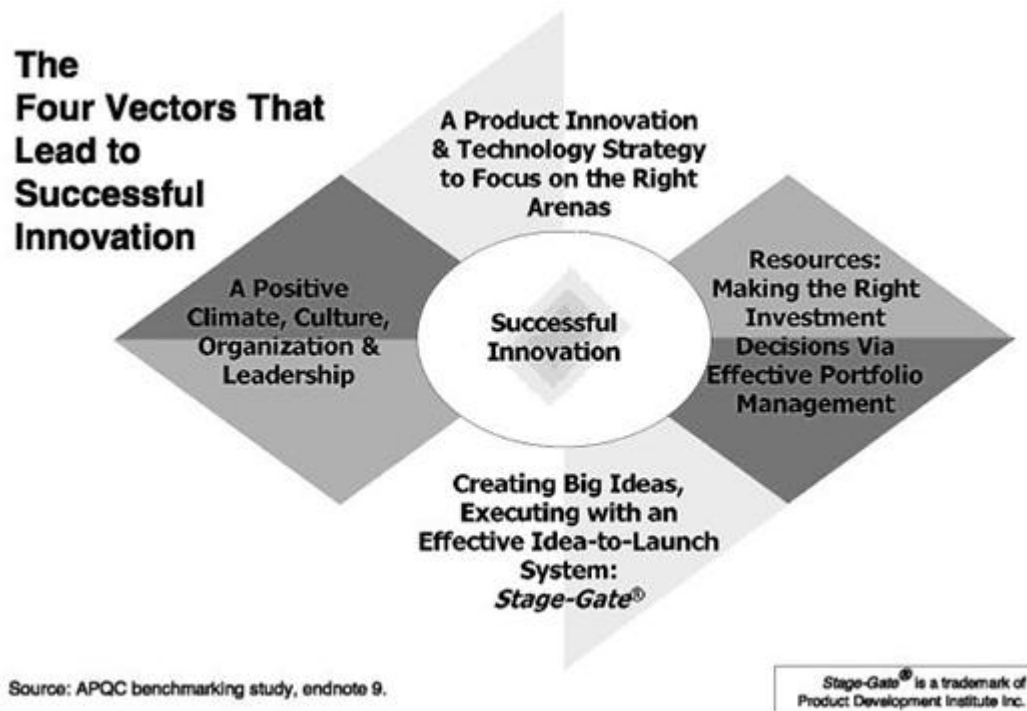 The
Four Vectors That
Lead to
Successful
Innovation
A Product Innovation
& Technology Strategy
to Focus on the Right
Arenas
A Positive
Climate, Culture,
Organization &
Leadership
Successful
Innovation
Resources:
Making the Right
Investment
Decisions Via
Effective Portfolio
Management
Creating Big Ideas,
Executing with an
Effective Idea-to-Launch
System:
Stage-Gate®
Source: APQC benchmarking study, endnote 9.
Stage-Gate® is a trademark of
Product Development Institute Inc.